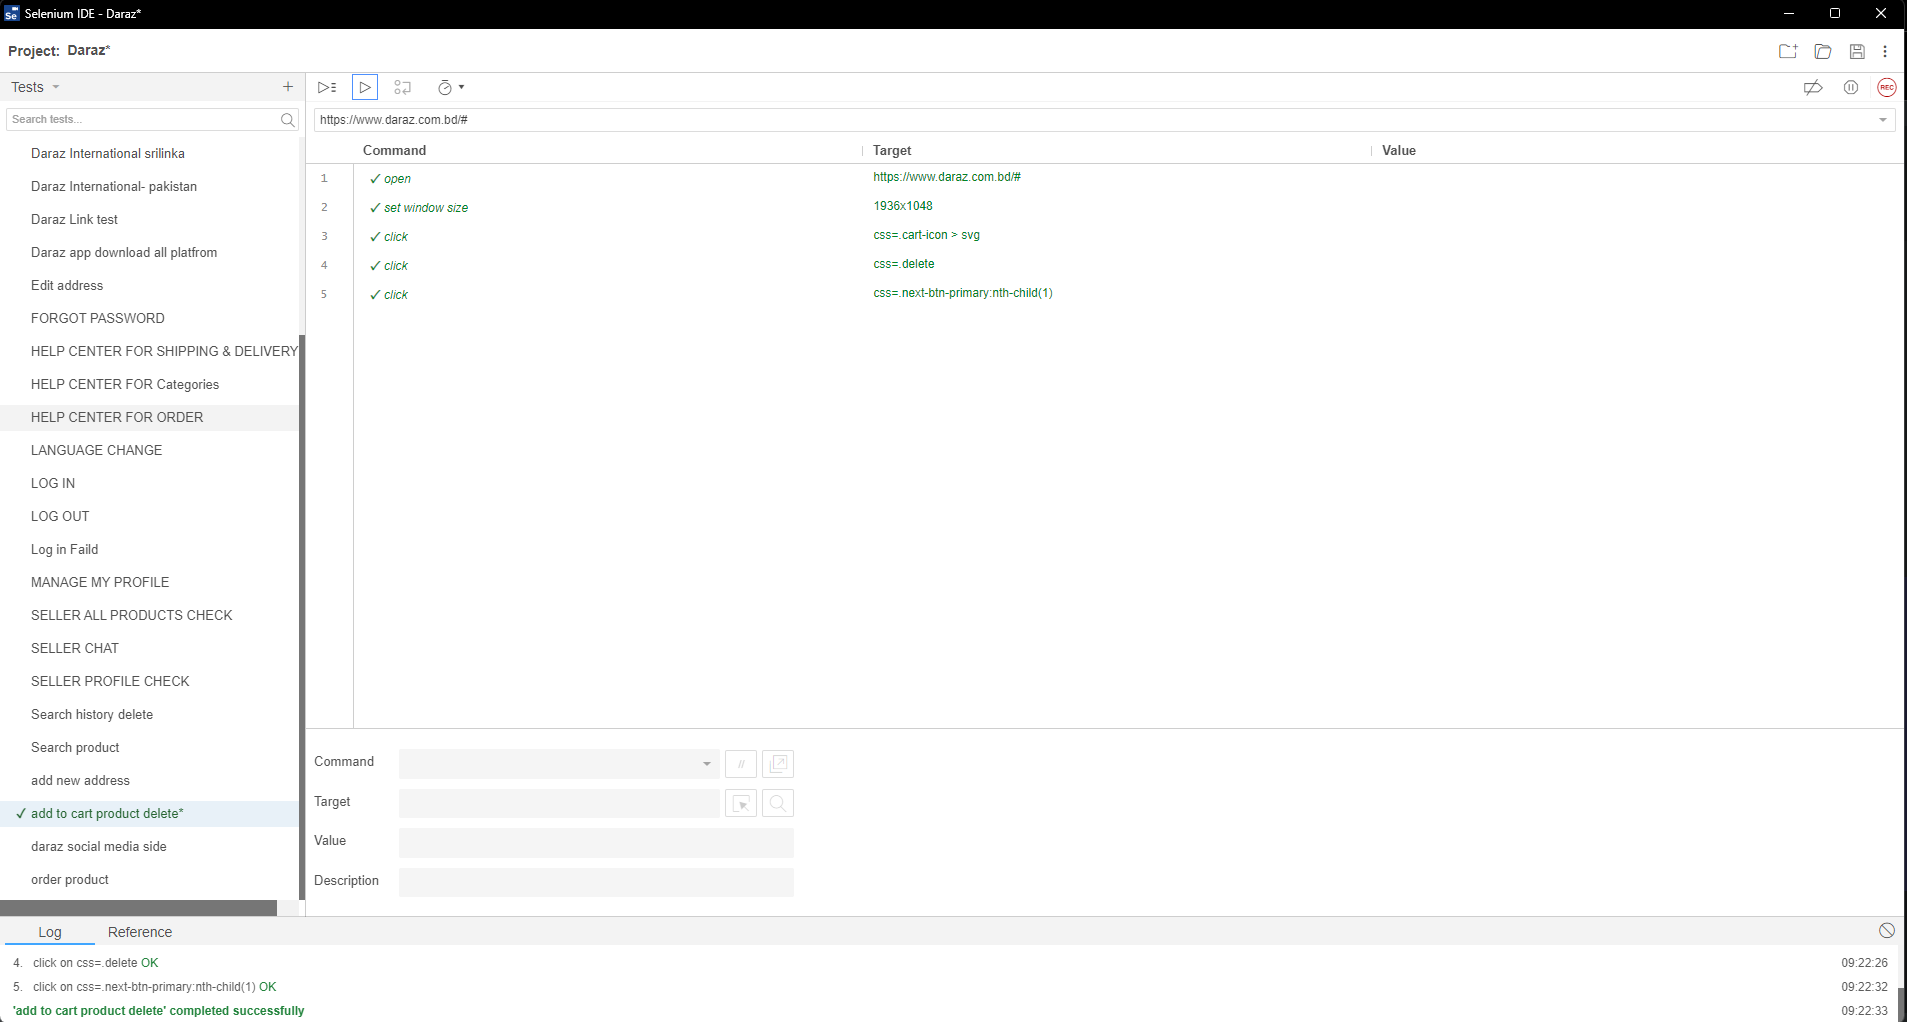 Selenium IDE - Daraz*
Project: Daraz*
Tests
Search tests...
Daraz International srilinka
Daraz International- pakistan
Daraz Link test
Daraz app download all platfrom
Edit address
FORGOT PASSWORD
HELP CENTER FOR SHIPPING & DELIVERY
HELP CENTER FOR Categories
HELP CENTER FOR ORDER
LANGUAGE CHANGE
LOG IN
LOG OUT
Log in Faild
MANAGE MY PROFILE
SELLER ALL PRODUCTS CHECK
SELLER CHAT
SELLER PROFILE CHECK
Search history delete
Search product
add new address
✓ add to cart product delete*
daraz social media side
order product
REC
https://www.daraz.com.bd/#
Command Target Value
1 ✓ open https://www.daraz.com.bd/#
2 ✓ set window size 1936x1048
3 ✓ click css=.cart-icon > svg
4 ✓ click css=.delete
5 ✓ click css=.next-btn-primary:nth-child(1)
Command //
Target
Value
Description
Log Reference
4. click on css=.delete OK 09:22:26
5. click on css=.next-btn-primary:nth-child(1) OK 09:22:32
'add to cart product delete' completed successfully 09:22:33